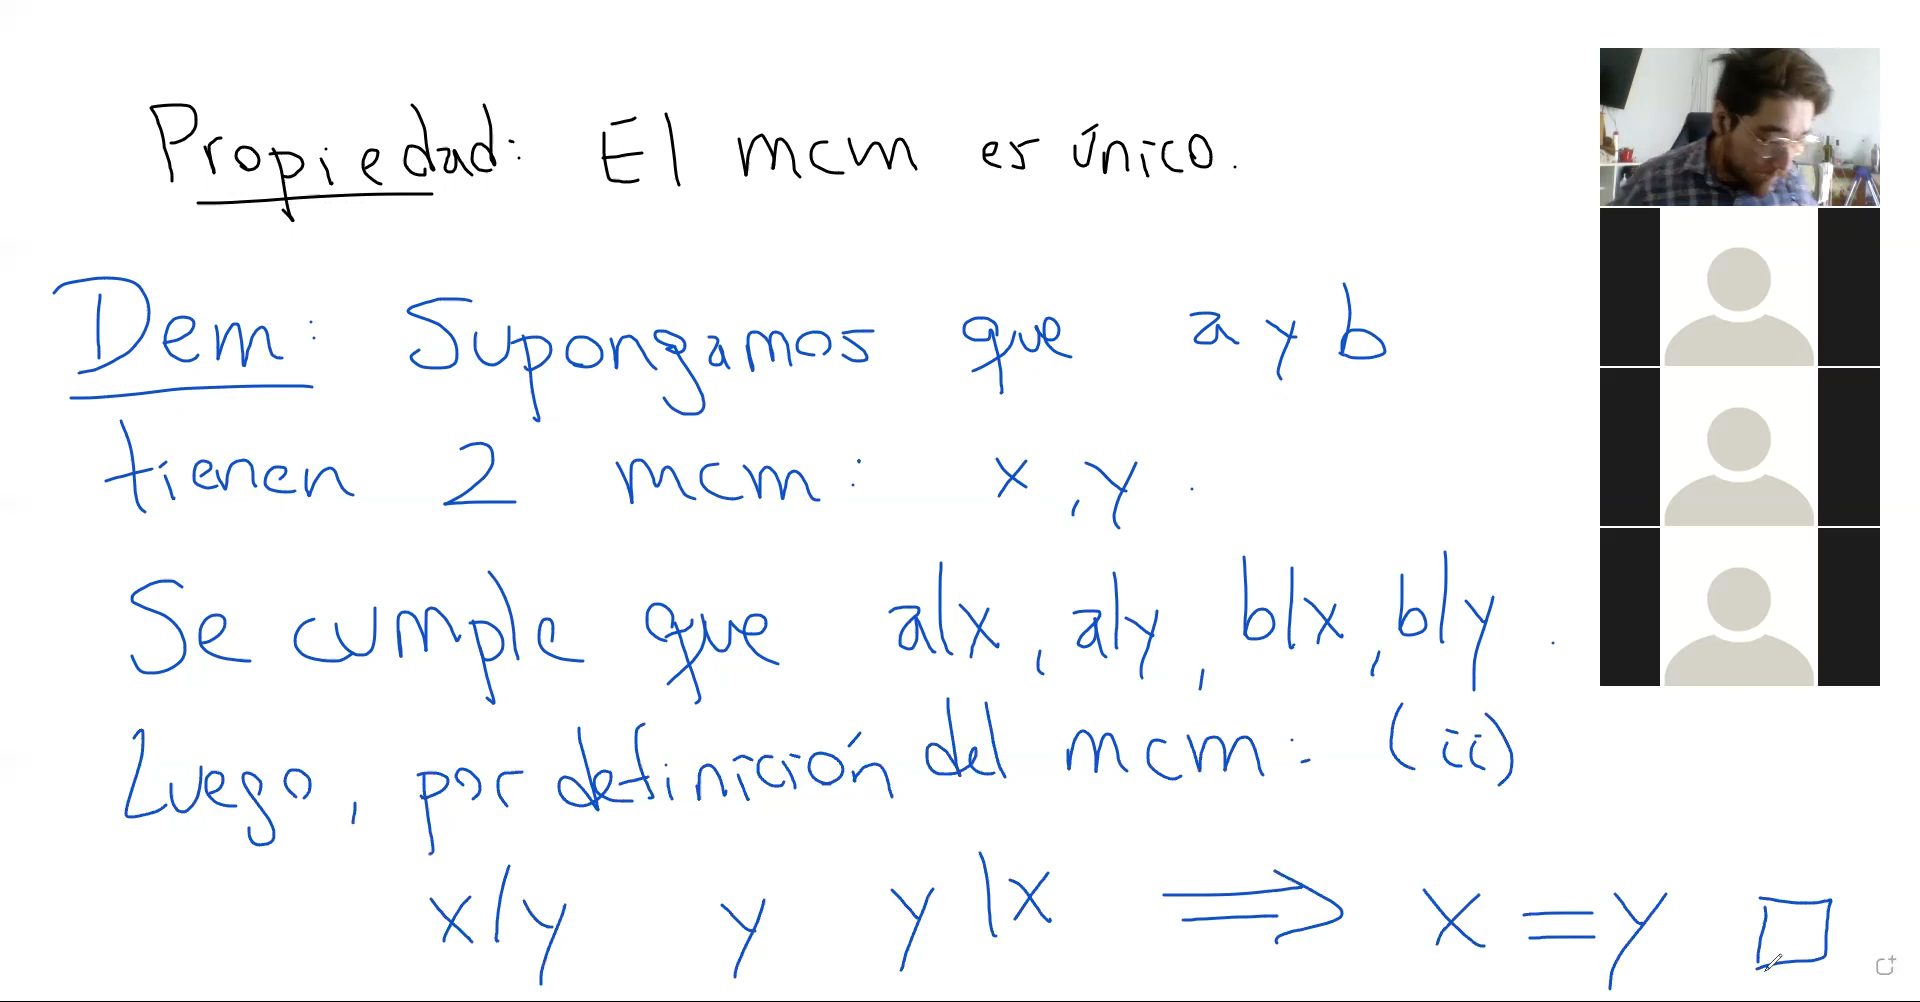 Propiedad: El mcm es único.
Dem: Supongamos que a y b
tienen 2 mcm: x, y.
Se cumple que a|x, a|y, b|x, b|y.
Luego, por definición del mcm: (ii)
x|y y y|x ⟹ x = y □